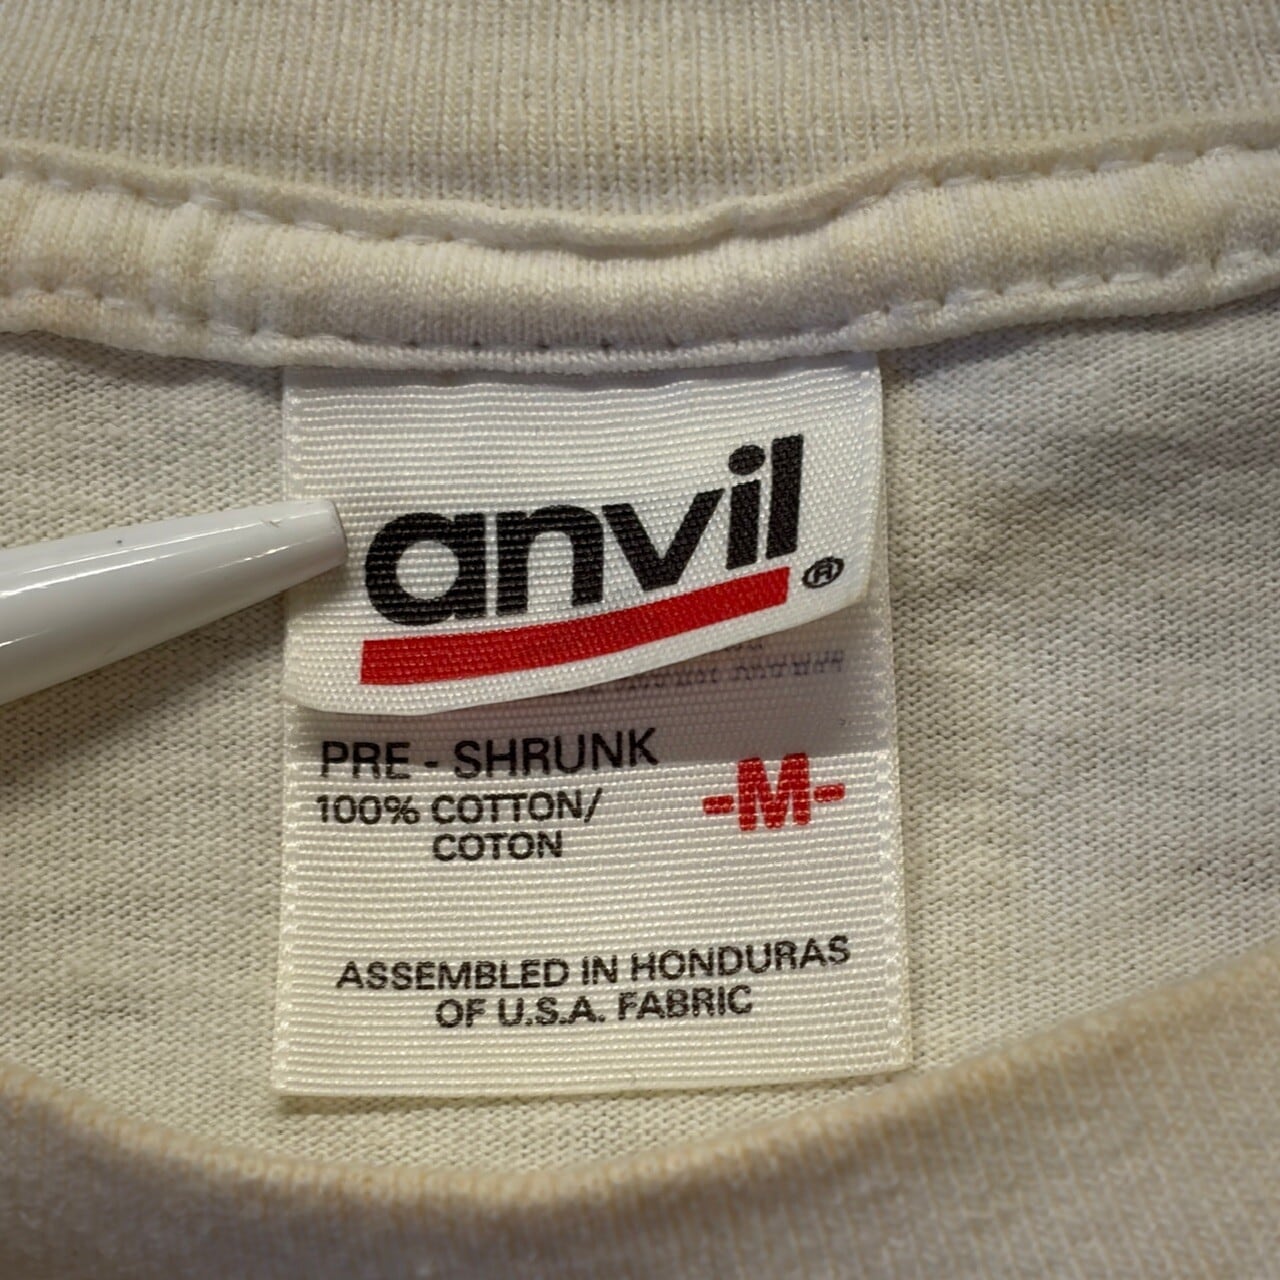 anvil®
PRE - SHRUNK
-M-
100% COTTON/
COTON
ASSEMBLED IN HONDURAS
OF U.S.A. FABRIC